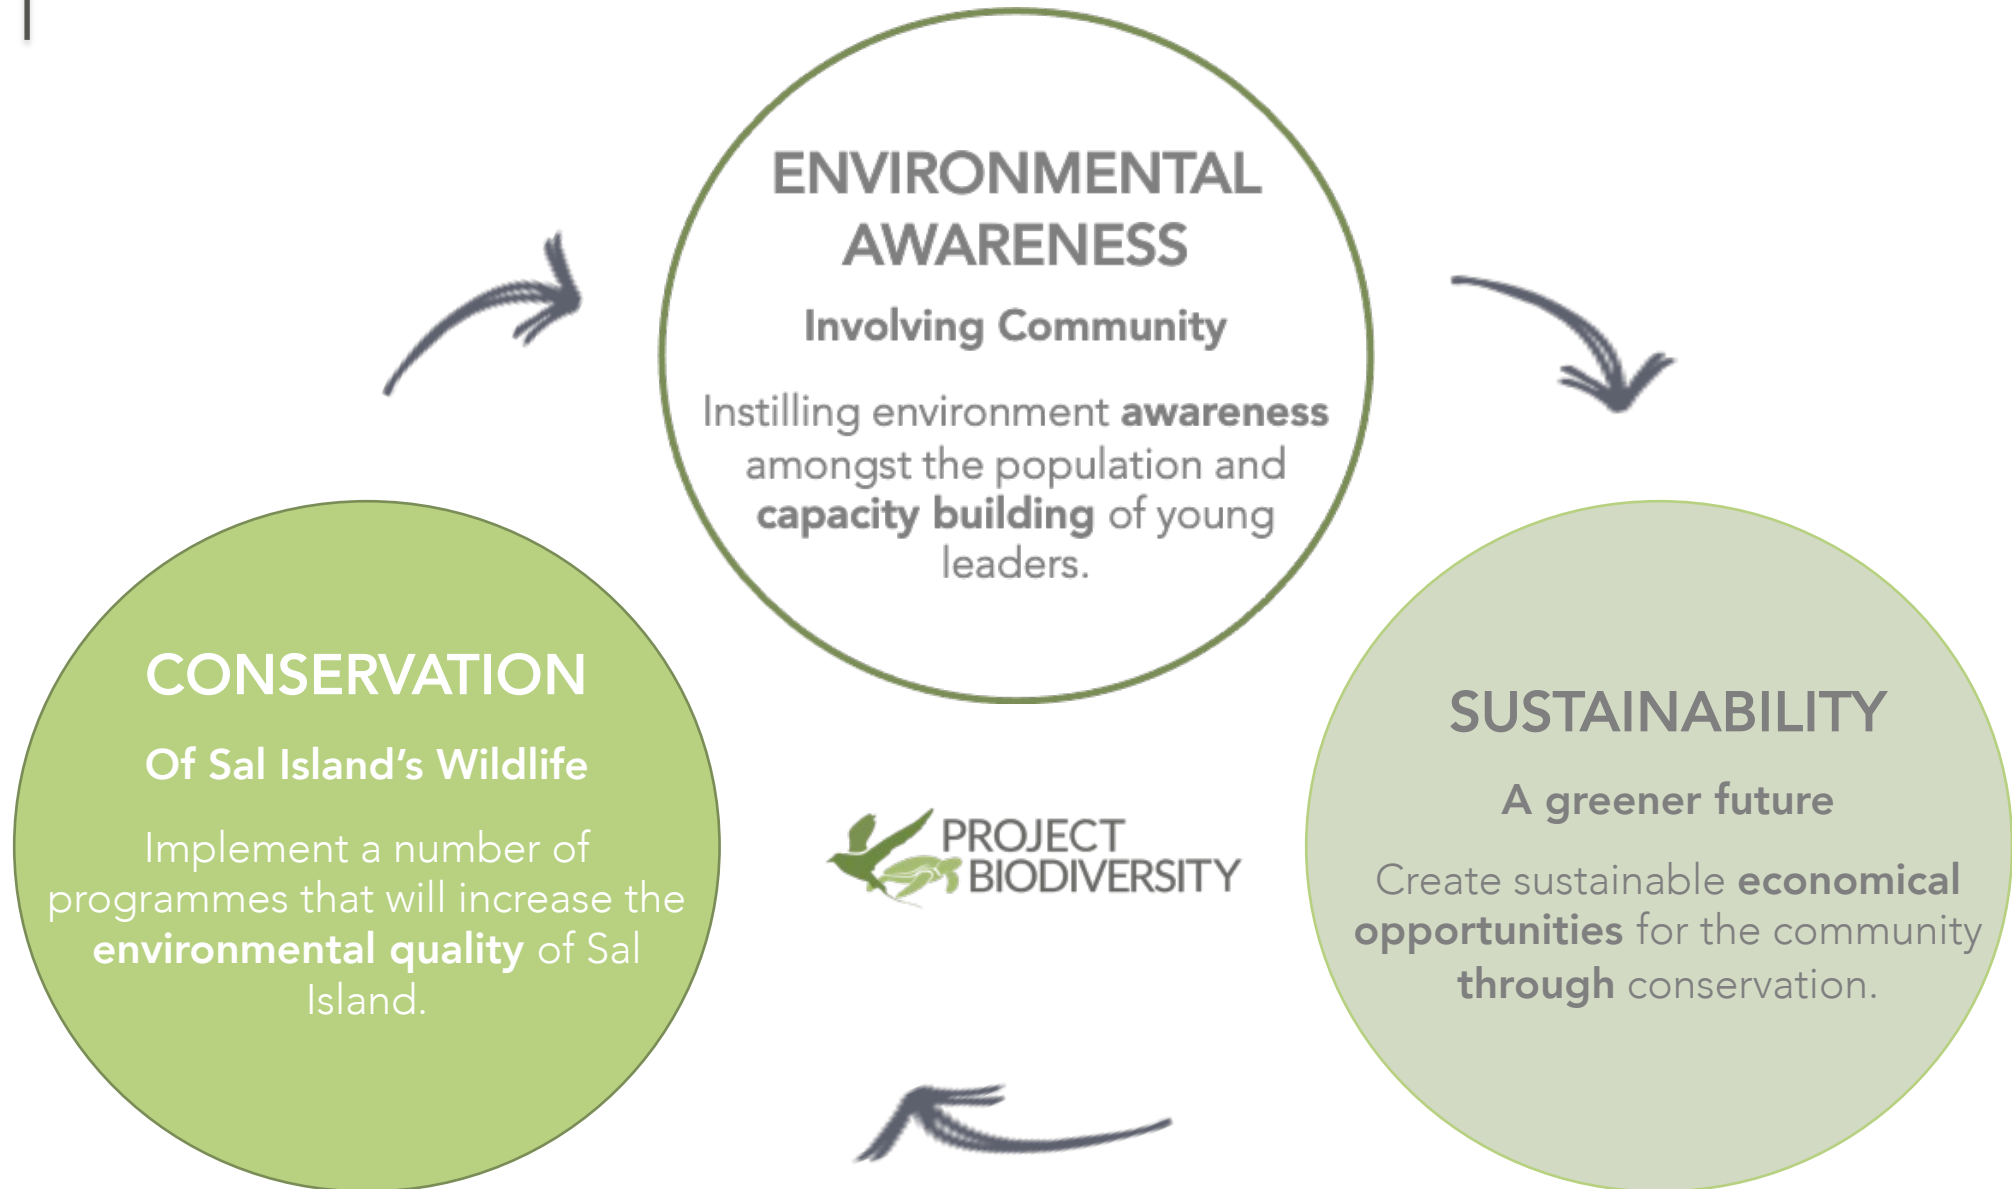 ENVIRONMENTAL
AWARENESS
Involving Community
Instilling environment awareness
amongst the population and
capacity building of young
leaders.
CONSERVATION
Of Sal Island’s Wildlife
Implement a number of
programmes that will increase the
environmental quality of Sal
Island.
PROJECT
BIODIVERSITY
SUSTAINABILITY
A greener future
Create sustainable economical
opportunities for the community
through conservation.